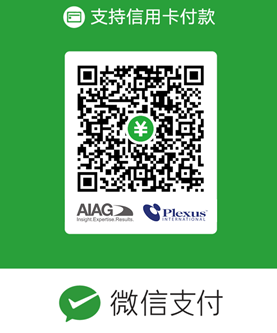 支持信用卡付款
¥
AIAG
Insight Expertise Results.
Plexus
INTERNATIONAL
微信支付